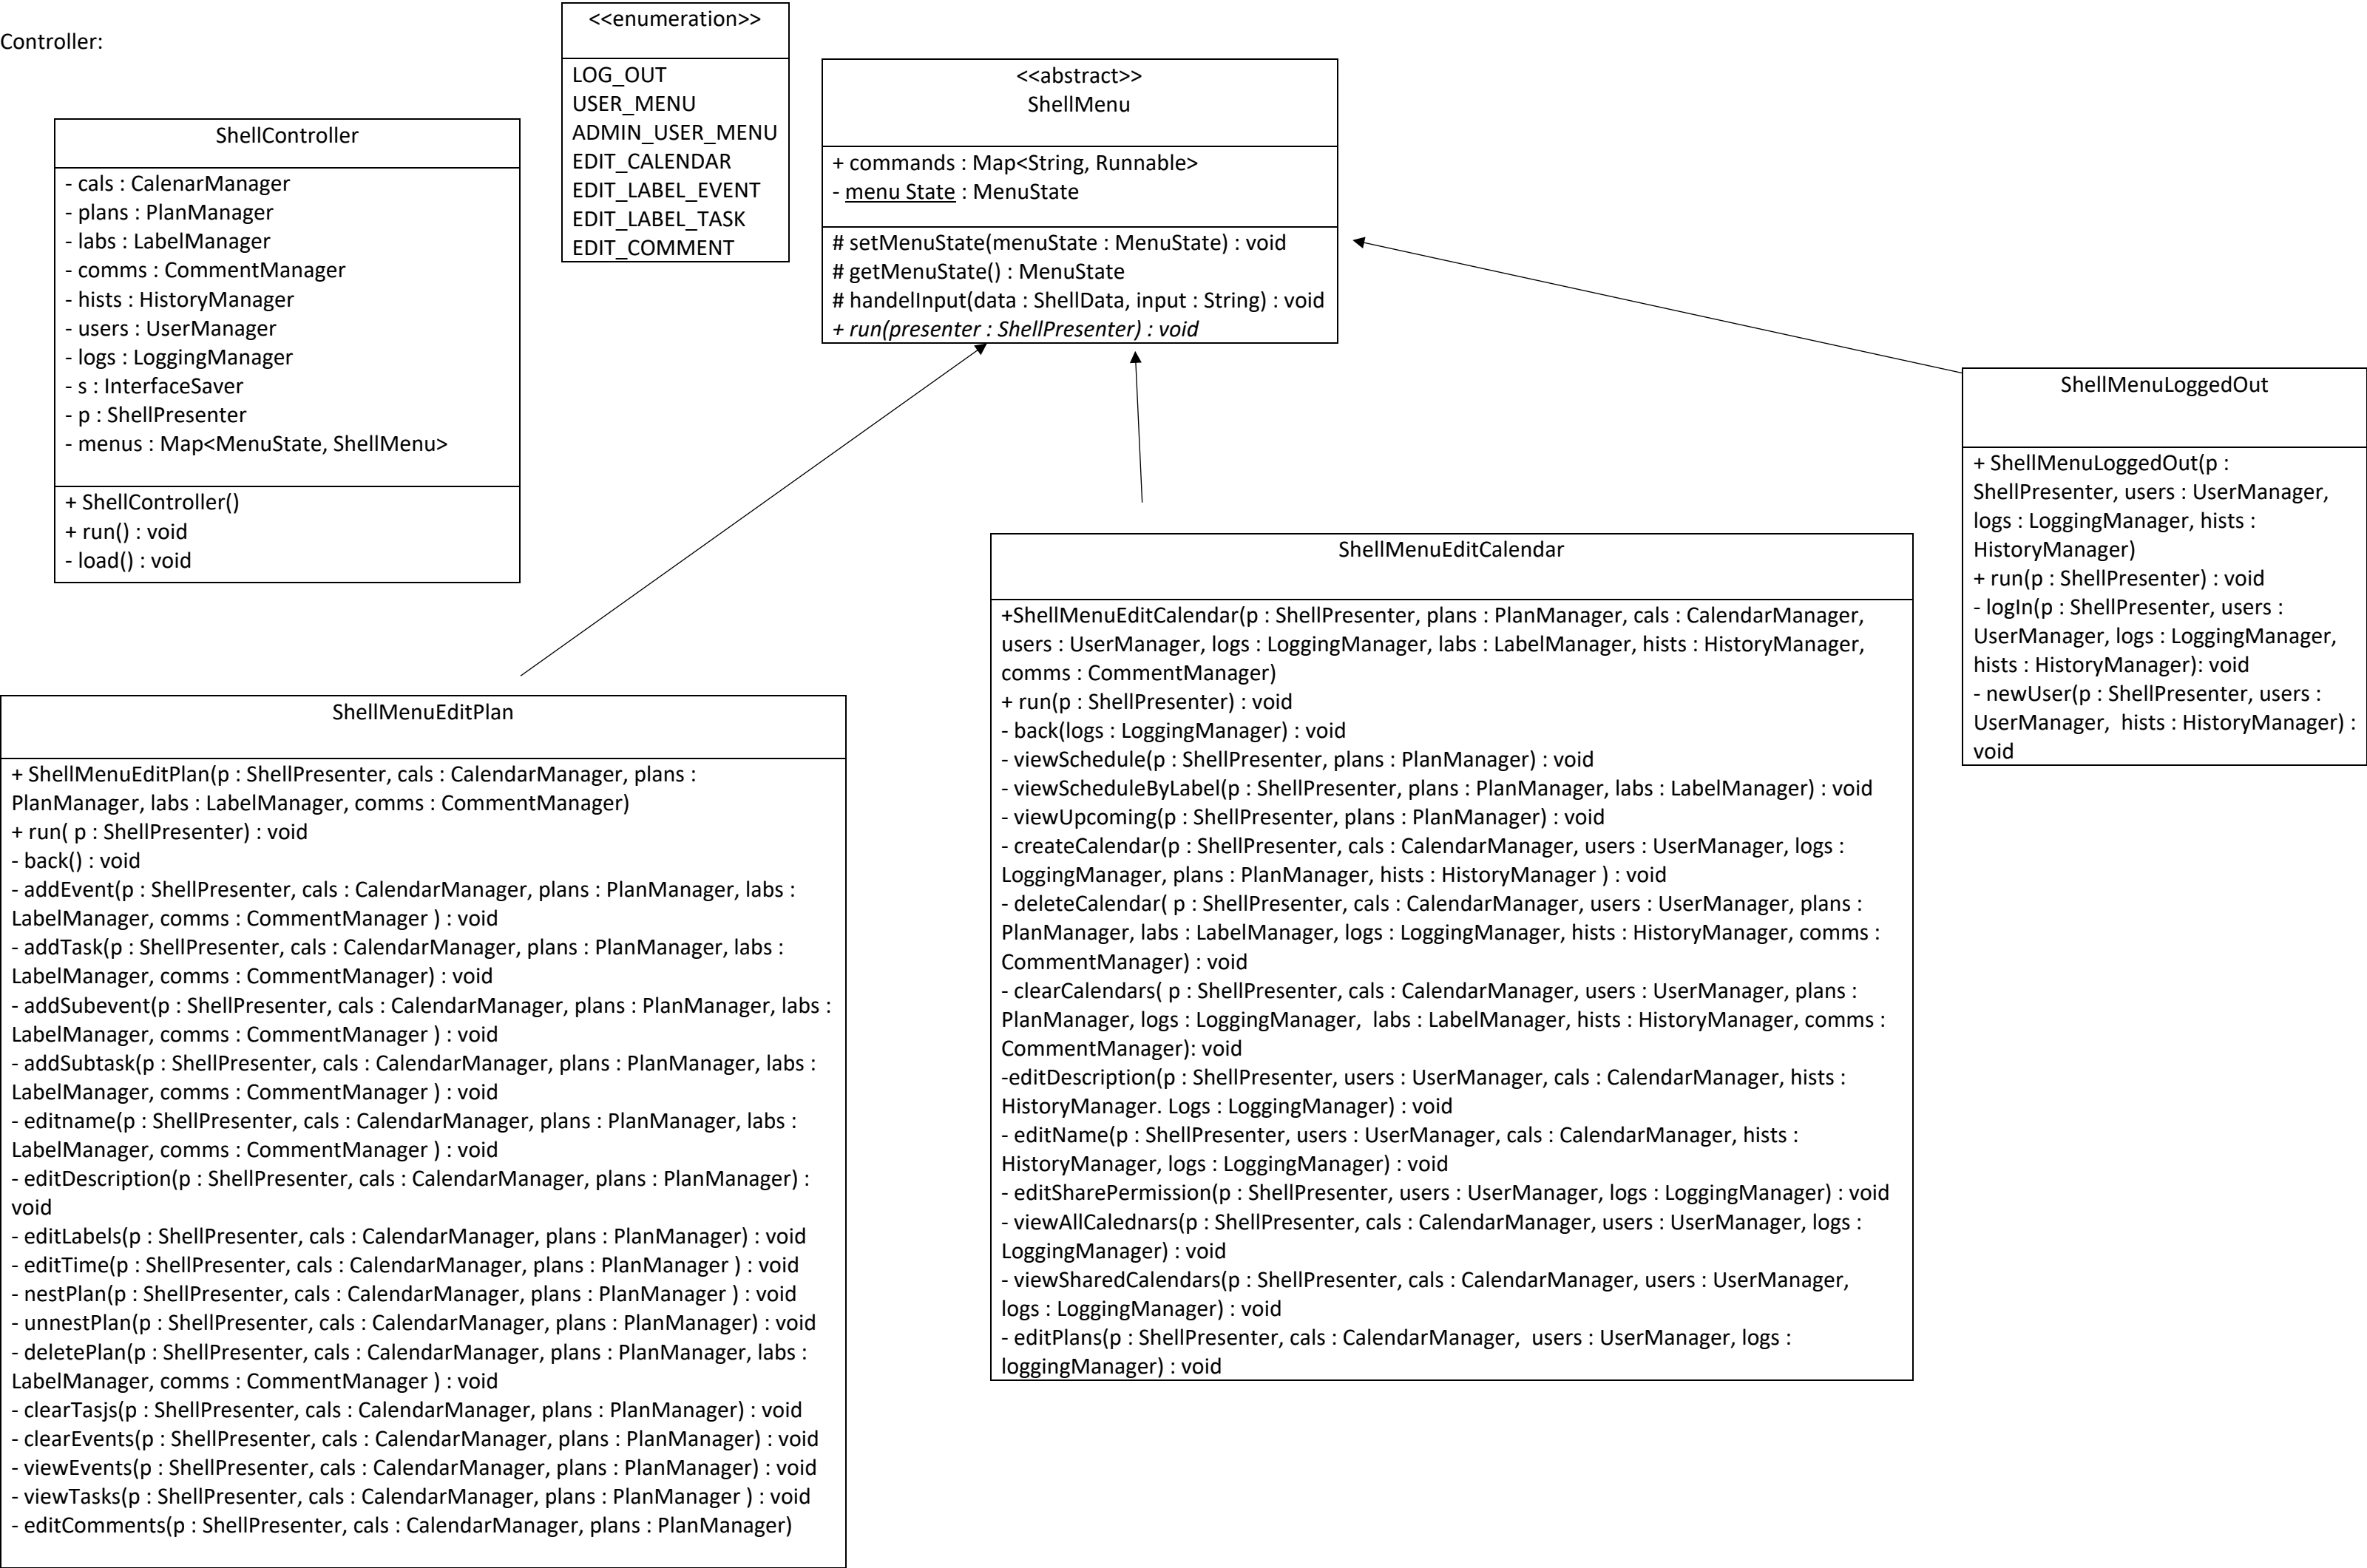 Controller:
<<enumeration>>
LOG_OUT
USER_MENU
ADMIN_USER_MENU
EDIT_CALENDAR
EDIT_LABEL_EVENT
EDIT_LABEL_TASK
EDIT_COMMENT
<<abstract>>
ShellMenu
+ commands : Map<String, Runnable>
- menu State : MenuState
# setMenuState(menuState : MenuState) : void
# getMenuState() : MenuState
# handelInput(data : ShellData, input : String) : void
+ run(presenter : ShellPresenter) : void
ShellController
- cals : CalenarManager
- plans : PlanManager
- labs : LabelManager
- comms : CommentManager
- hists : HistoryManager
- users : UserManager
- logs : LoggingManager
- s : InterfaceSaver
- p : ShellPresenter
- menus : Map<MenuState, ShellMenu>
+ ShellController()
+ run() : void
- load() : void
ShellMenuLoggedOut
+ ShellMenuLoggedOut(p :
ShellPresenter, users : UserManager,
logs : LoggingManager, hists :
HistoryManager)
+ run(p : ShellPresenter) : void
- logIn(p : ShellPresenter, users :
UserManager, logs : LoggingManager,
hists : HistoryManager): void
- newUser(p : ShellPresenter, users :
UserManager,  hists : HistoryManager) :
void
ShellMenuEditCalendar
+ShellMenuEditCalendar(p : ShellPresenter, plans : PlanManager, cals : CalendarManager,
users : UserManager, logs : LoggingManager, labs : LabelManager, hists : HistoryManager,
comms : CommentManager)
+ run(p : ShellPresenter) : void
- back(logs : LoggingManager) : void
- viewSchedule(p : ShellPresenter, plans : PlanManager) : void
- viewScheduleByLabel(p : ShellPresenter, plans : PlanManager, labs : LabelManager) : void
- viewUpcoming(p : ShellPresenter, plans : PlanManager) : void
- createCalendar(p : ShellPresenter, cals : CalendarManager, users : UserManager, logs :
LoggingManager, plans : PlanManager, hists : HistoryManager ) : void
- deleteCalendar( p : ShellPresenter, cals : CalendarManager, users : UserManager, plans :
PlanManager, labs : LabelManager, logs : LoggingManager, hists : HistoryManager, comms :
CommentManager) : void
- clearCalendars( p : ShellPresenter, cals : CalendarManager, users : UserManager, plans :
PlanManager, logs : LoggingManager,  labs : LabelManager, hists : HistoryManager, comms :
CommentManager): void
-editDescription(p : ShellPresenter, users : UserManager, cals : CalendarManager, hists :
HistoryManager. Logs : LoggingManager) : void
- editName(p : ShellPresenter, users : UserManager, cals : CalendarManager, hists :
HistoryManager, logs : LoggingManager) : void
- editSharePermission(p : ShellPresenter, users : UserManager, logs : LoggingManager) : void
- viewAllCalednars(p : ShellPresenter, cals : CalendarManager, users : UserManager, logs :
LoggingManager) : void
- viewSharedCalendars(p : ShellPresenter, cals : CalendarManager, users : UserManager,
logs : LoggingManager) : void
- editPlans(p : ShellPresenter, cals : CalendarManager,  users : UserManager, logs :
loggingManager) : void
ShellMenuEditPlan
+ ShellMenuEditPlan(p : ShellPresenter, cals : CalendarManager, plans :
PlanManager, labs : LabelManager, comms : CommentManager)
+ run( p : ShellPresenter) : void
- back() : void
- addEvent(p : ShellPresenter, cals : CalendarManager, plans : PlanManager, labs :
LabelManager, comms : CommentManager ) : void
- addTask(p : ShellPresenter, cals : CalendarManager, plans : PlanManager, labs :
LabelManager, comms : CommentManager) : void
- addSubevent(p : ShellPresenter, cals : CalendarManager, plans : PlanManager, labs :
LabelManager, comms : CommentManager ) : void
- addSubtask(p : ShellPresenter, cals : CalendarManager, plans : PlanManager, labs :
LabelManager, comms : CommentManager ) : void
- editname(p : ShellPresenter, cals : CalendarManager, plans : PlanManager, labs :
LabelManager, comms : CommentManager ) : void
- editDescription(p : ShellPresenter, cals : CalendarManager, plans : PlanManager) :
void
- editLabels(p : ShellPresenter, cals : CalendarManager, plans : PlanManager) : void
- editTime(p : ShellPresenter, cals : CalendarManager, plans : PlanManager ) : void
- nestPlan(p : ShellPresenter, cals : CalendarManager, plans : PlanManager ) : void
- unnestPlan(p : ShellPresenter, cals : CalendarManager, plans : PlanManager) : void
- deletePlan(p : ShellPresenter, cals : CalendarManager, plans : PlanManager, labs :
LabelManager, comms : CommentManager ) : void
- clearTasjs(p : ShellPresenter, cals : CalendarManager, plans : PlanManager) : void
- clearEvents(p : ShellPresenter, cals : CalendarManager, plans : PlanManager) : void
- viewEvents(p : ShellPresenter, cals : CalendarManager, plans : PlanManager) : void
- viewTasks(p : ShellPresenter, cals : CalendarManager, plans : PlanManager ) : void
- editComments(p : ShellPresenter, cals : CalendarManager, plans : PlanManager)